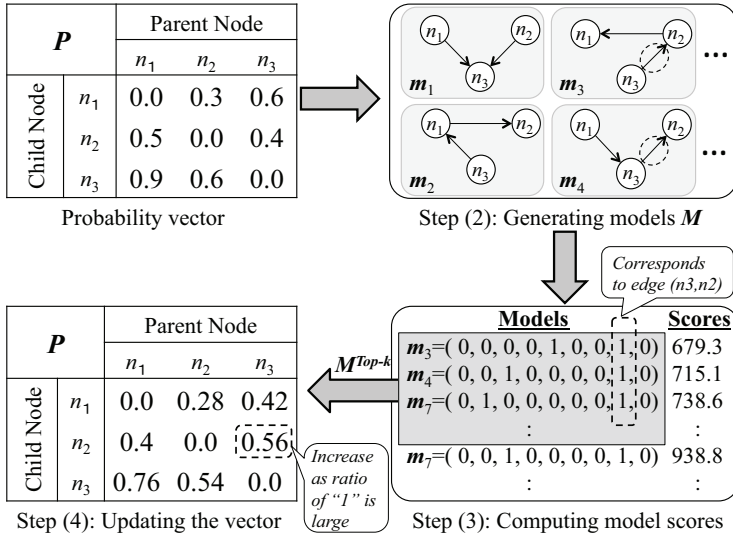 P
Parent Node
n1 n2 n3
Child Node
n1 0.0 0.3 0.6
n2 0.5 0.0 0.4
n3 0.9 0.6 0.0
Probability vector
n1 n2 n3 m1
n1 n2 n3 m3
...
n1 n2 n3 m2
n1 n2 n3 m4
...
Step (2): Generating models M
Corresponds
to edge (n3,n2)
Models Scores
m3=( 0, 0, 0, 0, 1, 0, 0, 1, 0) 679.3
m4=( 0, 0, 1, 0, 0, 0, 0, 1, 0) 715.1
m7=( 0, 1, 0, 0, 0, 0, 0, 1, 0) 738.6
: :
m7=( 0, 0, 1, 0, 0, 0, 0, 1, 0) 938.8
: :
Step (3): Computing model scores
M Top-k
P
Parent Node
n1 n2 n3
Child Node
n1 0.0 0.28 0.42
n2 0.4 0.0 0.56
n3 0.76 0.54 0.0
Increase
as ratio
of “1” is
large
Step (4): Updating the vector